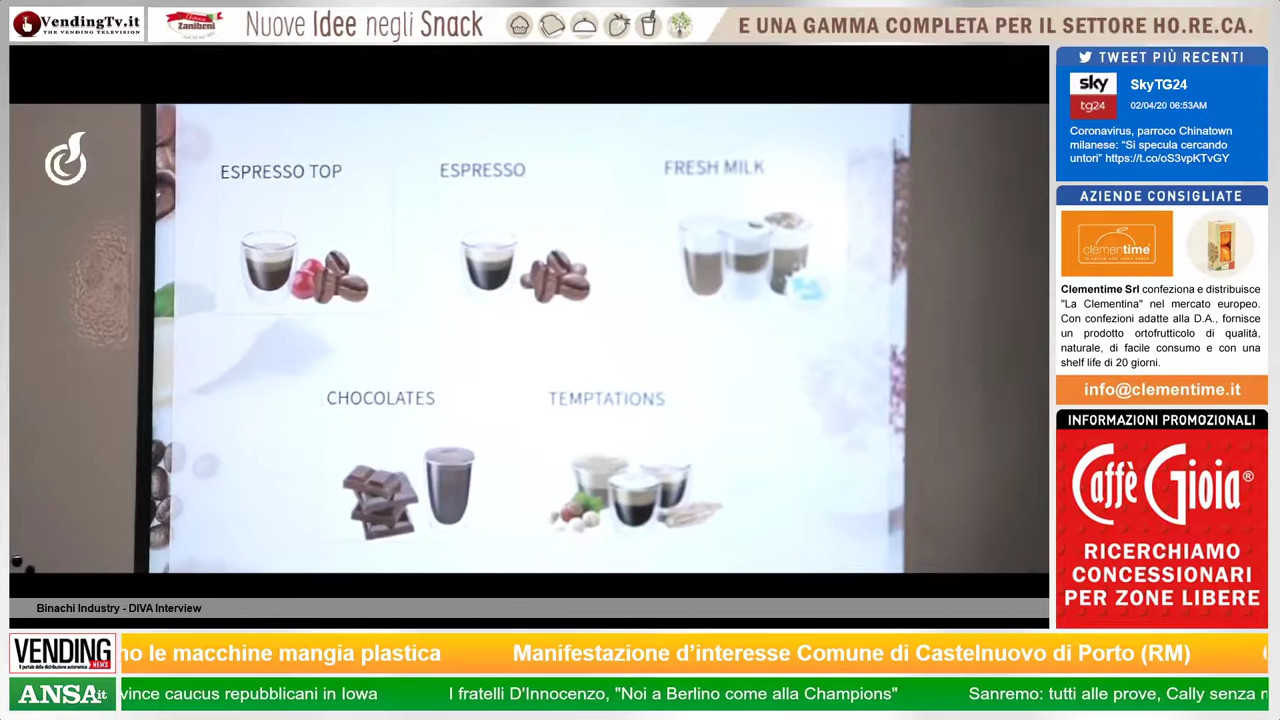 VendingTv.it
THE VENDING TELEVISION
Zaniboni
Nuove Idee negli Snack
E UNA GAMMA COMPLETA PER IL SETTORE HO.RE.CA.
ESPRESSO TOP
ESPRESSO
FRESH MILK
CHOCOLATES
TEMPTATIONS
Binachi Industry - DIVA Interview
TWEET PIÙ RECENTI
sky
tg24
SkyTG24
02/04/20 06:53AM
Coronavirus, parroco Chinatown
milanese: “Si specula cercando
untori” https://t.co/oS3vpKTvGY
AZIENDE CONSIGLIATE
clementime
Clementime Srl confeziona e distribuisce
"La Clementina" nel mercato europeo.
Con confezioni adatte alla D.A., fornisce
un prodotto ortofrutticolo di qualità,
naturale, di facile consumo e con una
shelf life di 20 giorni.
info@clementime.it
INFORMAZIONI PROMOZIONALI
Caffè Gioia®
RICERCHIAMO
CONCESSIONARI
PER ZONE LIBERE
VENDING
NEWS
Il portale della distribuzione automatica
no le macchine mangia plastica Manifestazione d’interesse Comune di Castelnuovo di Porto (RM)
ANSA.it
vince caucus repubblicani in Iowa I fratelli D'Innocenzo, "Noi a Berlino come alla Champions" Sanremo: tutti alle prove, Cally senza